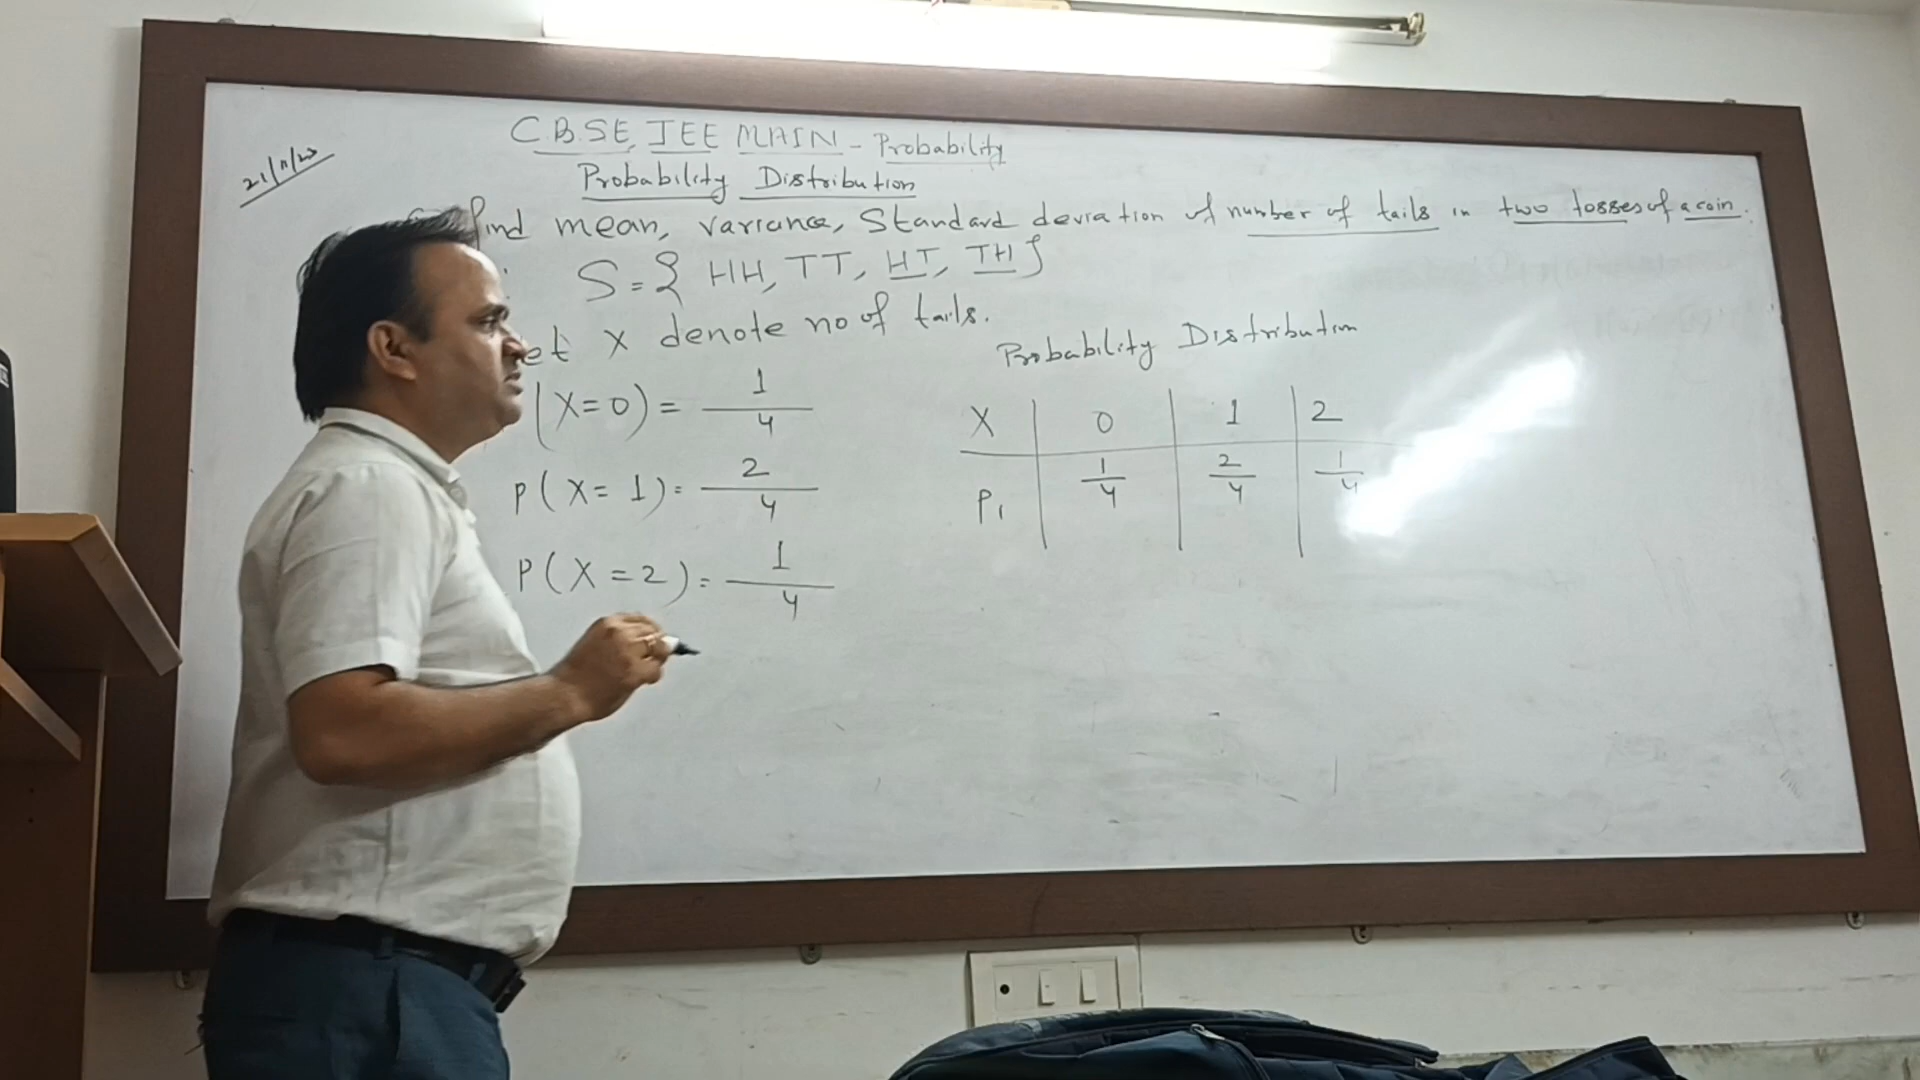 21/11/23
C.B.S.E, JEE MAIN - Probability
Probability Distribution
find mean, variance, Standard deviation of number of tails in two tosses of a coin.
S = { HH, TT, HT, TH }
et X denote no of tails.
(X=0) = 1/4
P(X=1) = 2/4
P(X=2) = 1/4
Probability Distribution
X 0 1 2
Pi 1/4 2/4 1/4